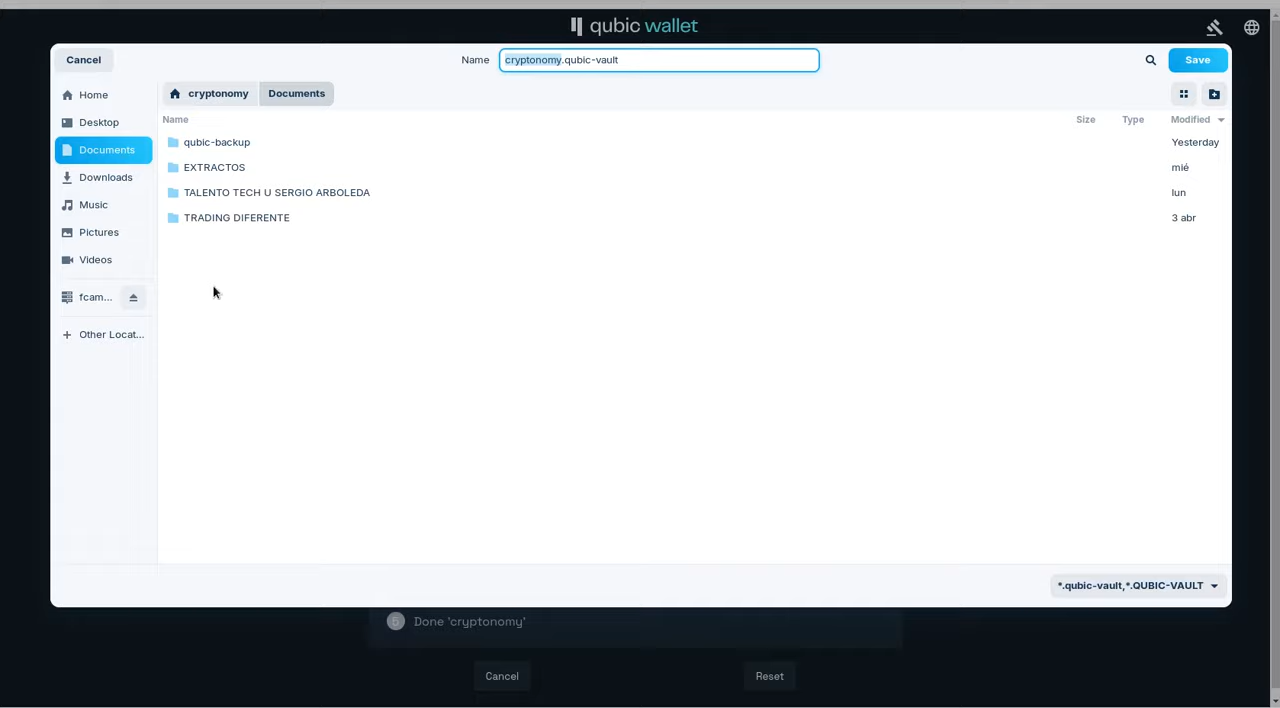 qubic wallet
Cancel
Name
cryptonomy.qubic-vault
Save
Home
cryptonomy
Documents
Name
Size
Type
Modified
Desktop
qubic-backup
Yesterday
Documents
EXTRACTOS
mié
Downloads
TALENTO TECH U SERGIO ARBOLEDA
lun
Music
TRADING DIFERENTE
3 abr
Pictures
Videos
fcam...
Other Locat...
*.qubic-vault,*.QUBIC-VAULT
5 Done 'cryptonomy'
Cancel
Reset